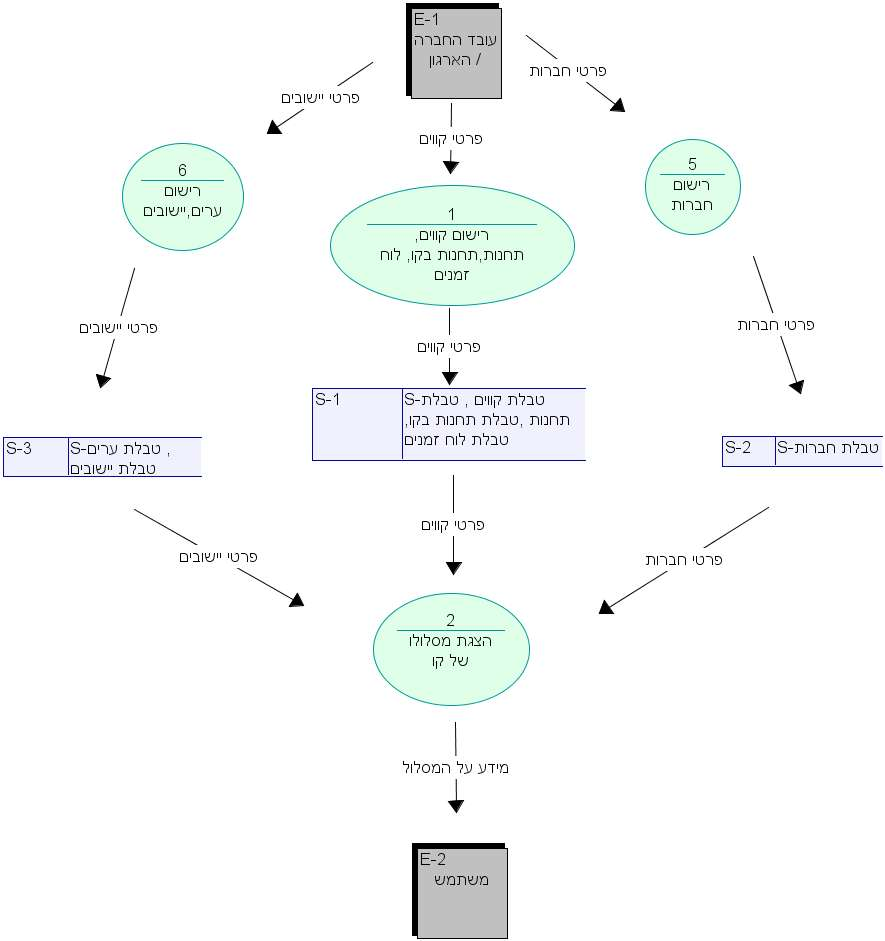 E-1
עובד החברה
/ הארגון
פרטי חברות
פרטי יישובים
פרטי קווים
5
רישום
חברות
6
רישום
ערים,יישובים
1
רישום קווים,
תחנות,תחנות בקו, לוח
זמנים
פרטי חברות
פרטי יישובים
פרטי קווים
S-1
S-טבלת קווים , טבלת
תחנות ,טבלת תחנות בקו,
טבלת לוח זמנים
S-2
S-טבלת חברות
S-3
S-טבלת ערים ,
טבלת יישובים
פרטי קווים
פרטי חברות
פרטי יישובים
2
הצגת מסלולו
של קו
מידע על המסלול
E-2
משתמש